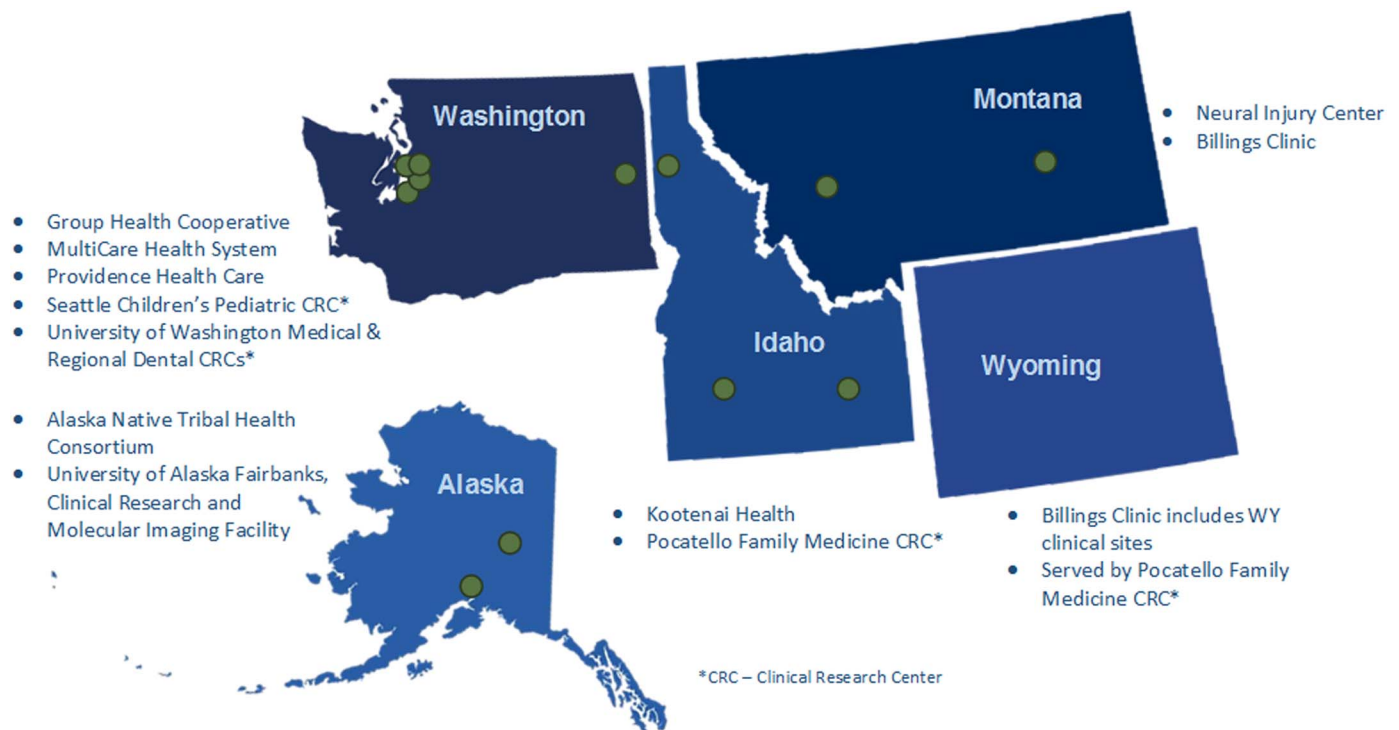 Washington
Montana
• Neural Injury Center
• Billings Clinic
• Group Health Cooperative
• MultiCare Health System
• Providence Health Care
• Seattle Children's Pediatric CRC*
• University of Washington Medical &
Regional Dental CRCs*
Idaho
Wyoming
• Alaska Native Tribal Health
Consortium
• University of Alaska Fairbanks,
Clinical Research and
Molecular Imaging Facility
Alaska
• Kootenai Health
• Pocatello Family Medicine CRC*
• Billings Clinic includes WY
clinical sites
• Served by Pocatello Family
Medicine CRC*
*CRC – Clinical Research Center